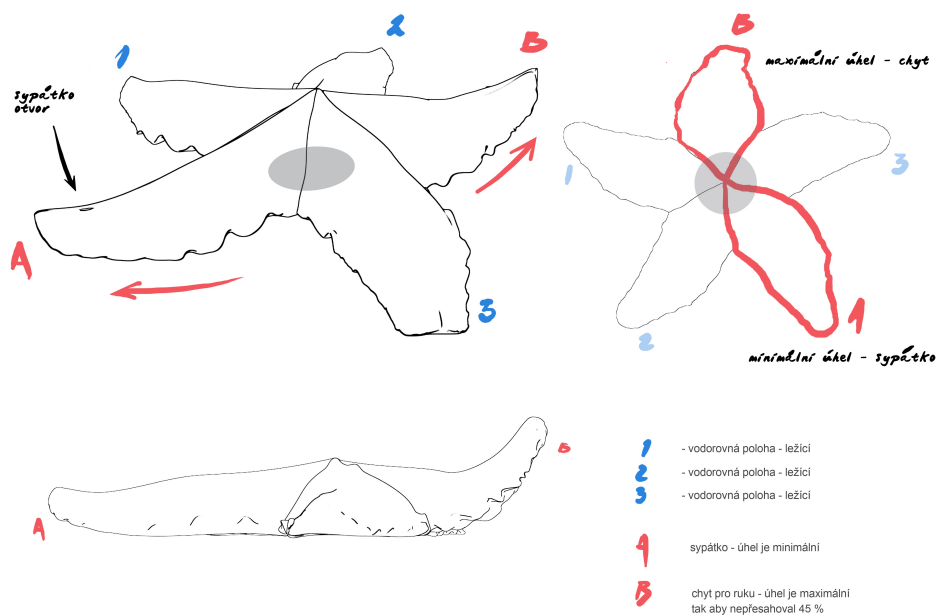 1
2
B
sypátko
otvor
A
3
B
maximální úhel - chyt
1
3
2
A
minimální úhel - sypátko
A
B
1 - vodorovná poloha - ležící
2 - vodorovná poloha - ležící
3 - vodorovná poloha - ležící
A sypátko - úhel je minimální
B chyt pro ruku - úhel je maximální
tak aby nepřesahoval 45 %